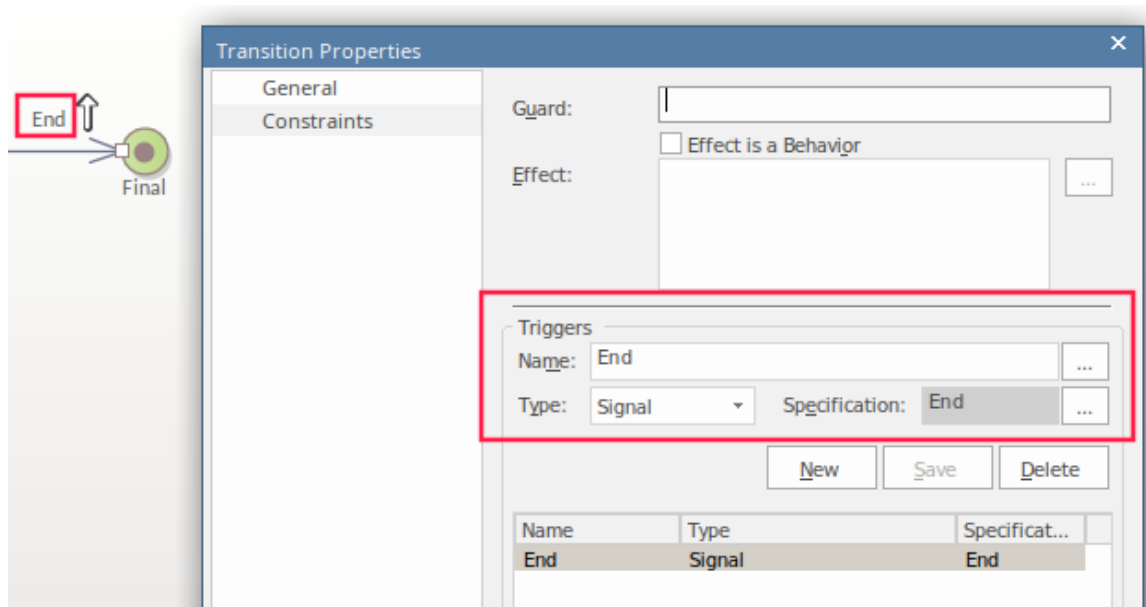 Transition Properties
General
Constraints
End
Final
Guard:
Effect is a Behavior
Effect:
...
Triggers
Name: End ...
Type: Signal Specification: End ...
New Save Delete
Name Type Specificat...
End Signal End